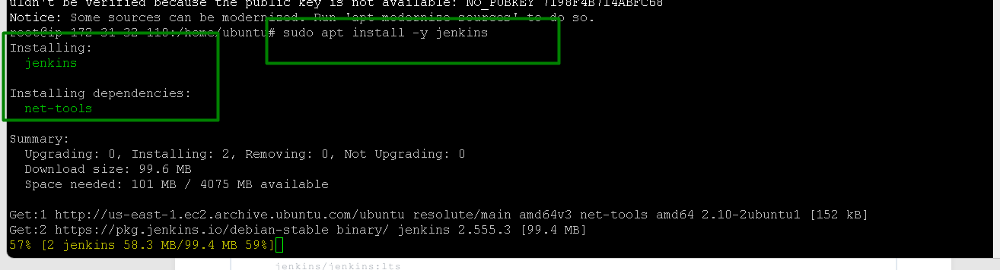 uldn't be verified because the public key is not available: NO_PUBKEY 7198F4B714ABFC68
Notice: Some sources can be modernized. Run 'apt modernize-sources' to do so.
root@ip-172-31-32-110:/home/ubuntu# sudo apt install -y jenkins
Installing:
  jenkins

Installing dependencies:
  net-tools

Summary:
  Upgrading: 0, Installing: 2, Removing: 0, Not Upgrading: 0
  Download size: 99.6 MB
  Space needed: 101 MB / 4075 MB available

Get:1 http://us-east-1.ec2.archive.ubuntu.com/ubuntu resolute/main amd64v3 net-tools amd64 2.10-2ubuntu1 [152 kB]
Get:2 https://pkg.jenkins.io/debian-stable binary/ jenkins 2.555.3 [99.4 MB]
57% [2 jenkins 58.3 MB/99.4 MB 59%]
jenkins/jenkins:lts